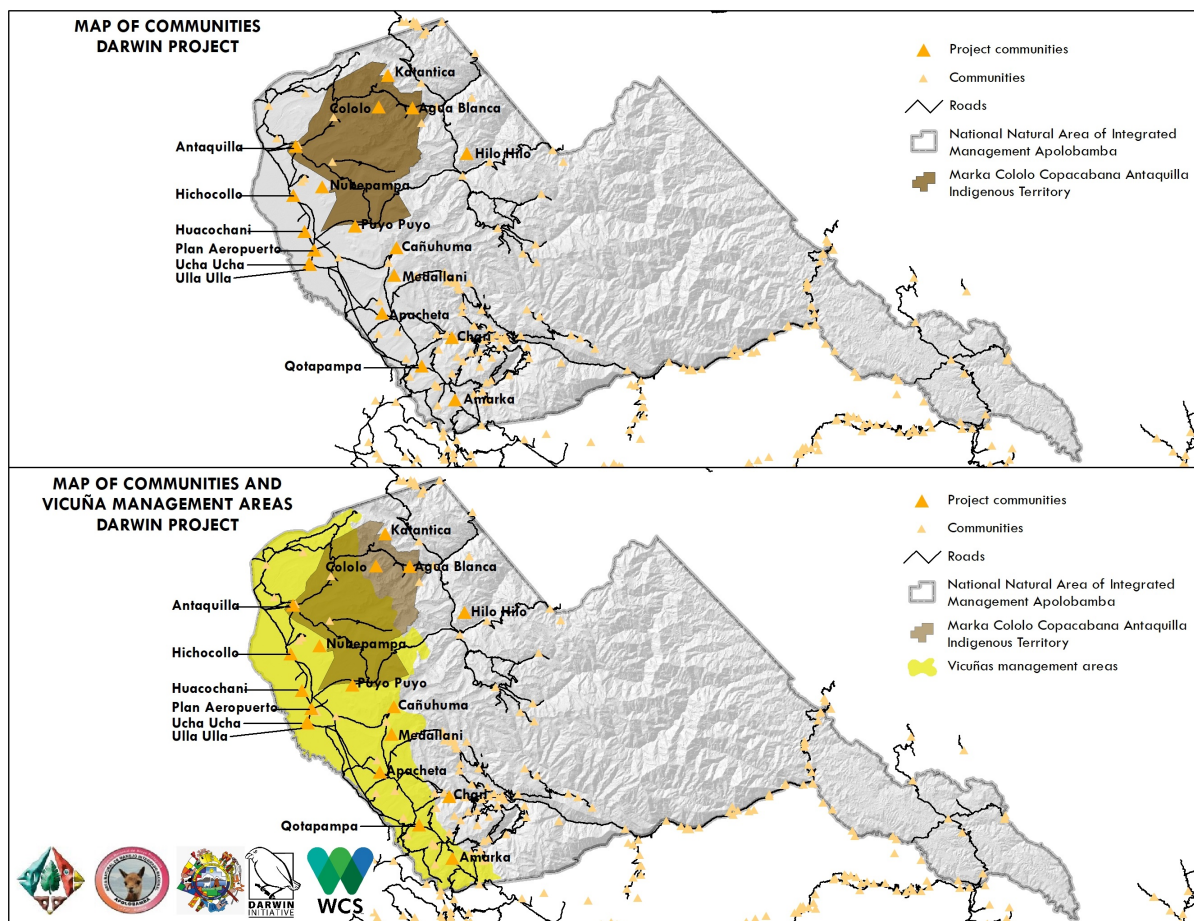 MAP OF COMMUNITIES
DARWIN PROJECT
Katantica
Cololo
Agua Blanca
Antaquilla
Hilo Hilo
Nubepampa
Hichocollo
Puyo Puyo
Huacochani
Cañuhuma
Plan Aeropuerto
Ucha Ucha
Ulla Ulla
Medallani
Apacheta
Chari
Qotapampa
Amarka
Project communities
Communities
Roads
National Natural Area of Integrated
Management Apolobamba
Marka Cololo Copacabana Antaquilla
Indigenous Territory
MAP OF COMMUNITIES AND
VICUÑA MANAGEMENT AREAS
DARWIN PROJECT
Katantica
Cololo
Agua Blanca
Antaquilla
Hilo Hilo
Nubepampa
Hichocollo
Puyo Puyo
Huacochani
Cañuhuma
Plan Aeropuerto
Ucha Ucha
Ulla Ulla
Medallani
Apacheta
Chari
Qotapampa
Amarka
Project communities
Communities
Roads
National Natural Area of Integrated
Management Apolobamba
Marka Cololo Copacabana Antaquilla
Indigenous Territory
Vicuñas management areas
APOLOBAMBA
DARWIN
INITIATIVE
WCS